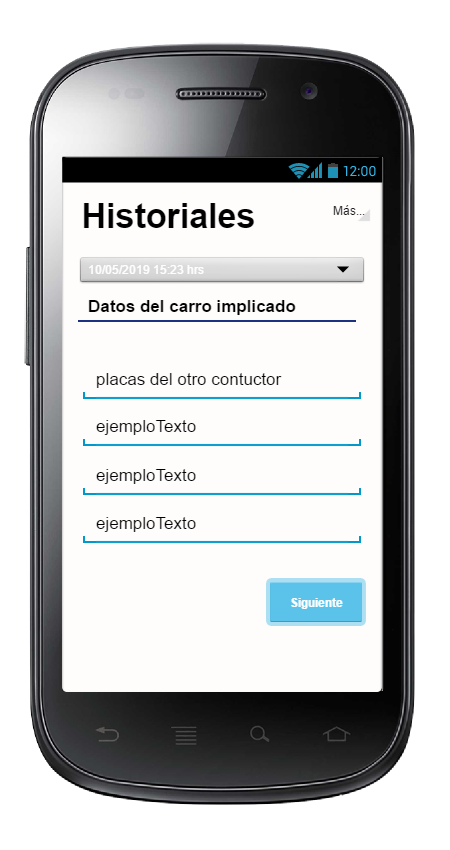 12:00
Historiales
Más...
10/05/2019 15:23 hrs
Datos del carro implicado
placas del otro contuctor
ejemploTexto
ejemploTexto
ejemploTexto
Siguiente